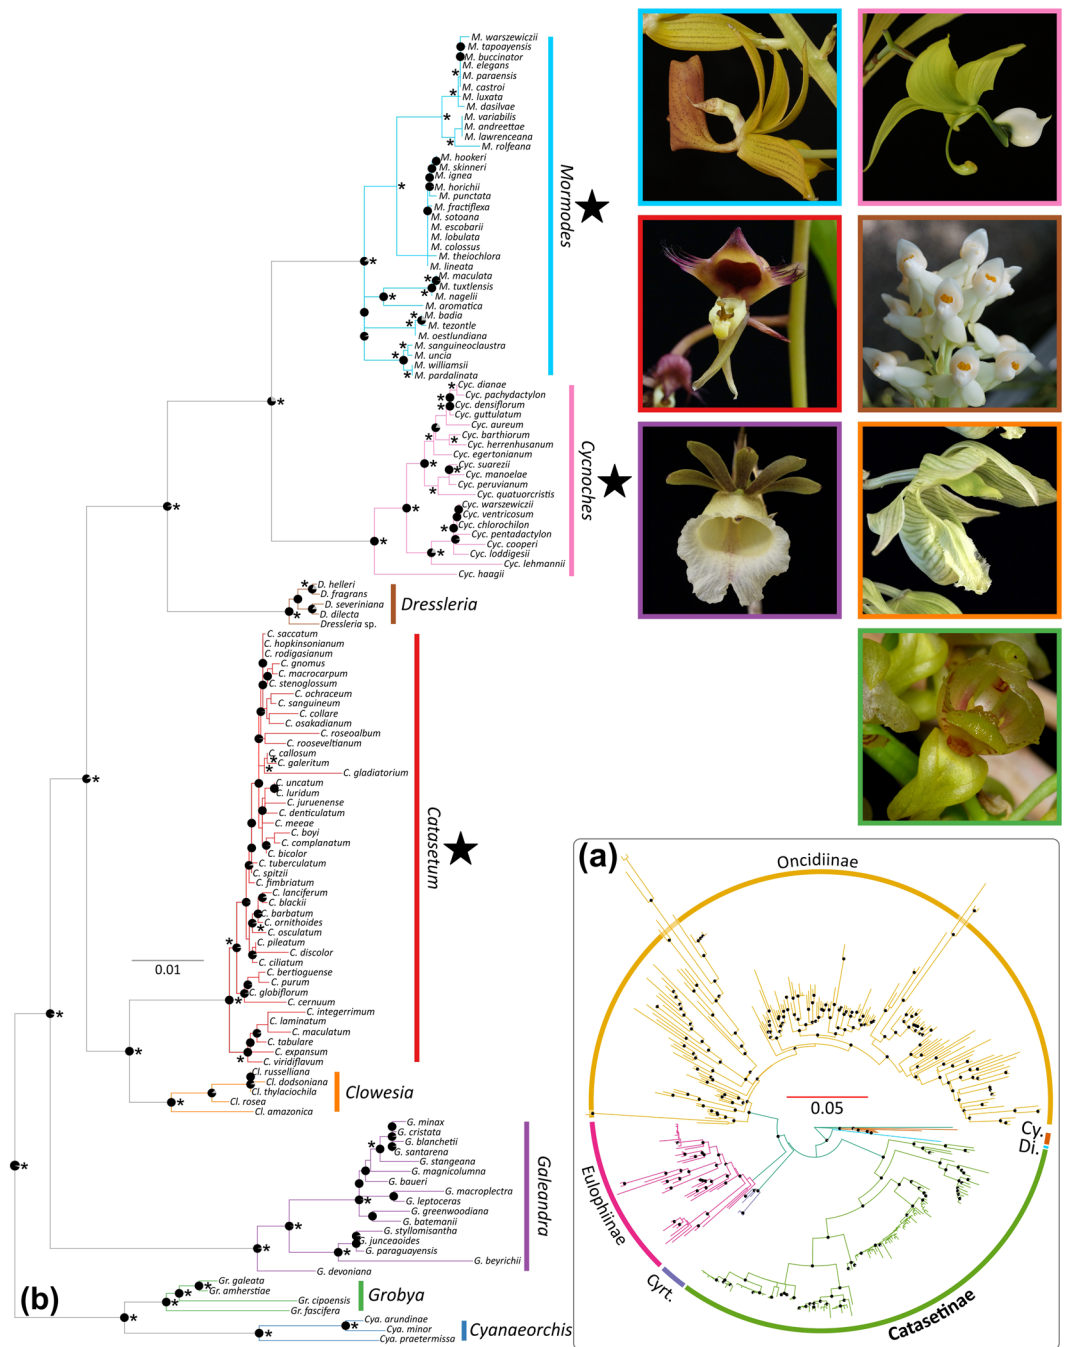 M. warszewiczii
M. tapoayensis
M. buccinator
M. elegans
M. paraensis
M. castroi
M. luxata
M. dasilvae
M. variabilis
M. andreettae
M. lawrenceana
M. rolfeana
M. hookeri
M. skinneri
M. ignea
M. horichii
M. punctata
M. fractiflexa
M. sotoana
M. escobarii
M. lobulata
M. colossus
M. theiochlora
M. lineata
M. maculata
M. tuxtlensis
M. nagelii
M. aromatica
M. badia
M. tezontle
M. oestlundiana
M. sanguineoclaustra
M. uncia
M. williamsii
M. pardalinata
Mormodes
Cyc. dianae
Cyc. pachydactylon
Cyc. densiflorum
Cyc. guttulatum
Cyc. aureum
Cyc. barthiorum
Cyc. herrenhusanum
Cyc. egertonianum
Cyc. suarezii
Cyc. manoelae
Cyc. peruvianum
Cyc. quatuorcristis
Cyc. warszewiczii
Cyc. ventricosum
Cyc. chlorochilon
Cyc. pentadactylon
Cyc. cooperi
Cyc. loddigesii
Cyc. lehmannii
Cyc. haagii
Cycnoches
D. helleri
D. fragrans
D. severiniana
D. dilecta
Dressleria sp.
Dressleria
C. saccatum
C. hopkinsonianum
C. rodigasianum
C. gnomus
C. macrocarpum
C. stenoglossum
C. ochraceum
C. sanguineum
C. collare
C. osakadianum
C. roseoalbum
C. rooseveltianum
C. callosum
C. galeritum
C. gladiatorium
C. uncatum
C. luridum
C. juruenense
C. denticulatum
C. meeae
C. boyi
C. complanatum
C. bicolor
C. tuberculatum
C. spitzii
C. fimbriatum
C. lanciferum
C. blackii
C. barbatum
C. ornithoides
C. osculatum
C. pileatum
C. discolor
C. ciliatum
C. bertioguense
C. purum
C. globiflorum
C. cernuum
C. integerrimum
C. laminatum
C. maculatum
C. tabulare
C. expansum
C. viridiflavum
Catasetum
0.01
Cl. russelliana
Cl. dodsoniana
Cl. thylaciochila
Cl. rosea
Cl. amazonica
Clowesia
G. minax
G. cristata
G. blanchetii
G. santarena
G. stangeana
G. magnicolumna
G. baueri
G. macroplectra
G. leptoceras
G. greenwoodiana
G. batemanii
G. styllomisantha
G. junceaoides
G. paraguayensis
G. beyrichii
G. devoniana
Galeandra
Gr. galeata
Gr. amherstiae
Gr. cipoensis
Gr. fascifera
Grobya
Cya. arundinae
Cya. minor
Cya. praetermissa
Cyanaeorchis
(b)
(a)
Oncidiinae
0.05
Cy.
Di.
Eulophiinae
Cyrt.
Catasetinae